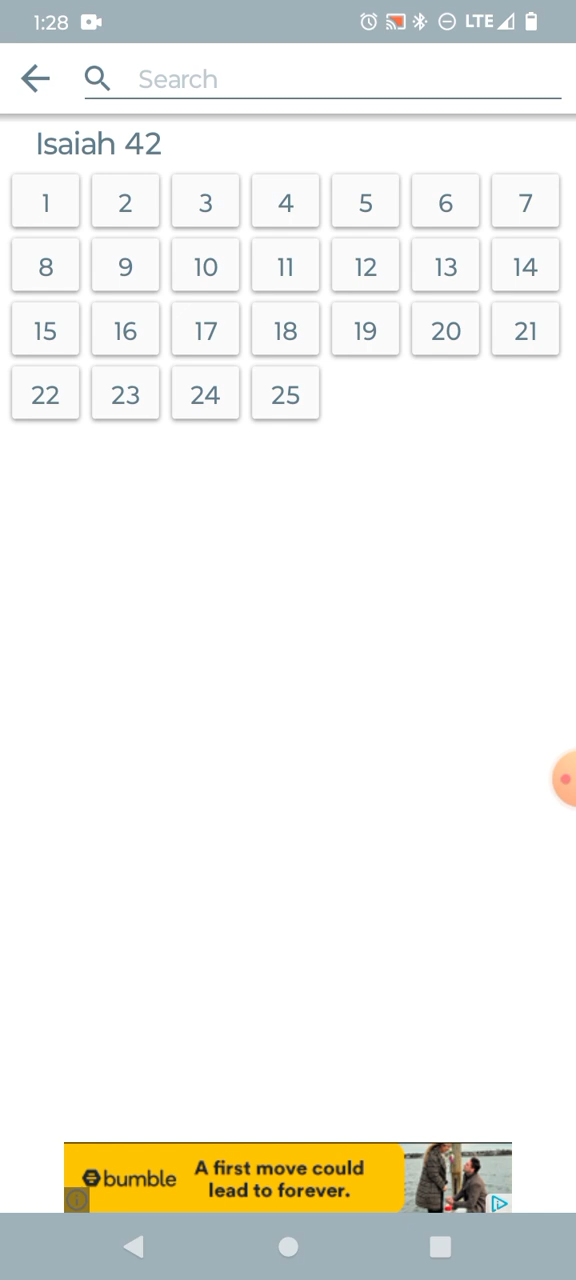 1:28 LTE
Search
Isaiah 42
1 2 3 4 5 6 7
8 9 10 11 12 13 14
15 16 17 18 19 20 21
22 23 24 25
bumble
A first move could
lead to forever.